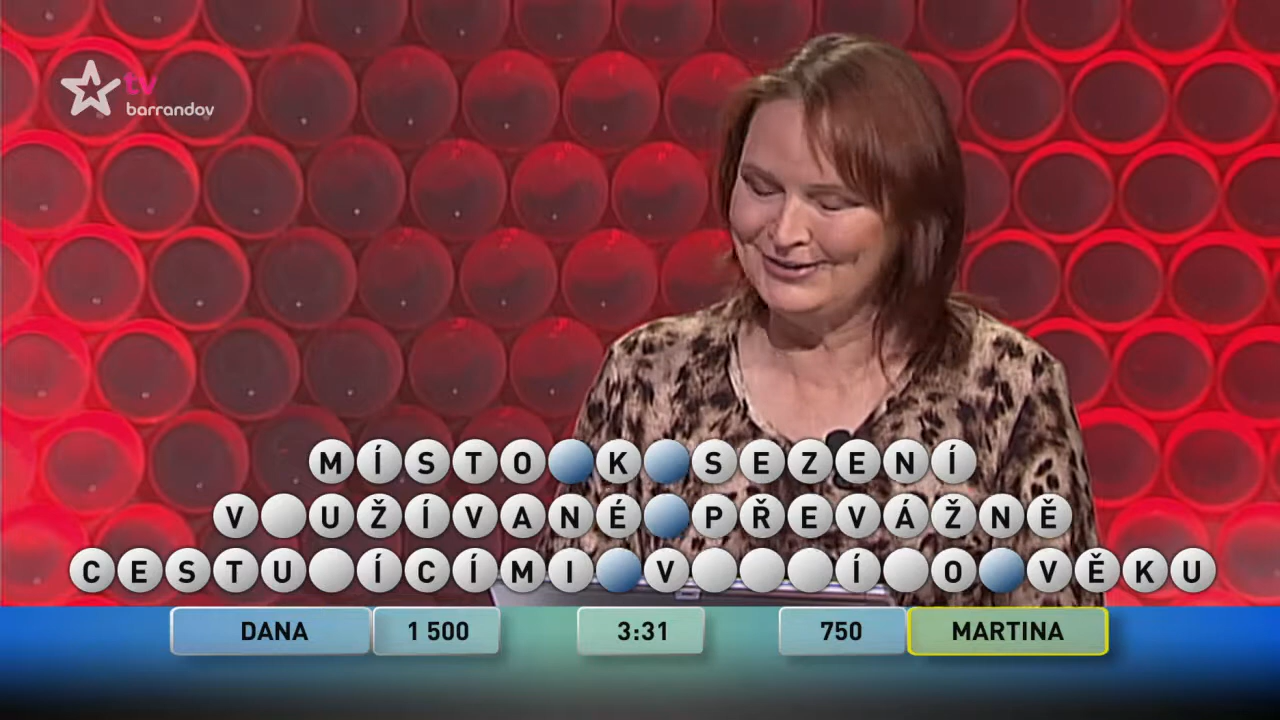 tv
barrandov
MÍSTO K SEZENÍ
V UŽÍVANÉ PŘEVÁŽNĚ
CESTU ÍCÍMI V   Í O VĚKU
DANA 1 500 3:31 750 MARTINA